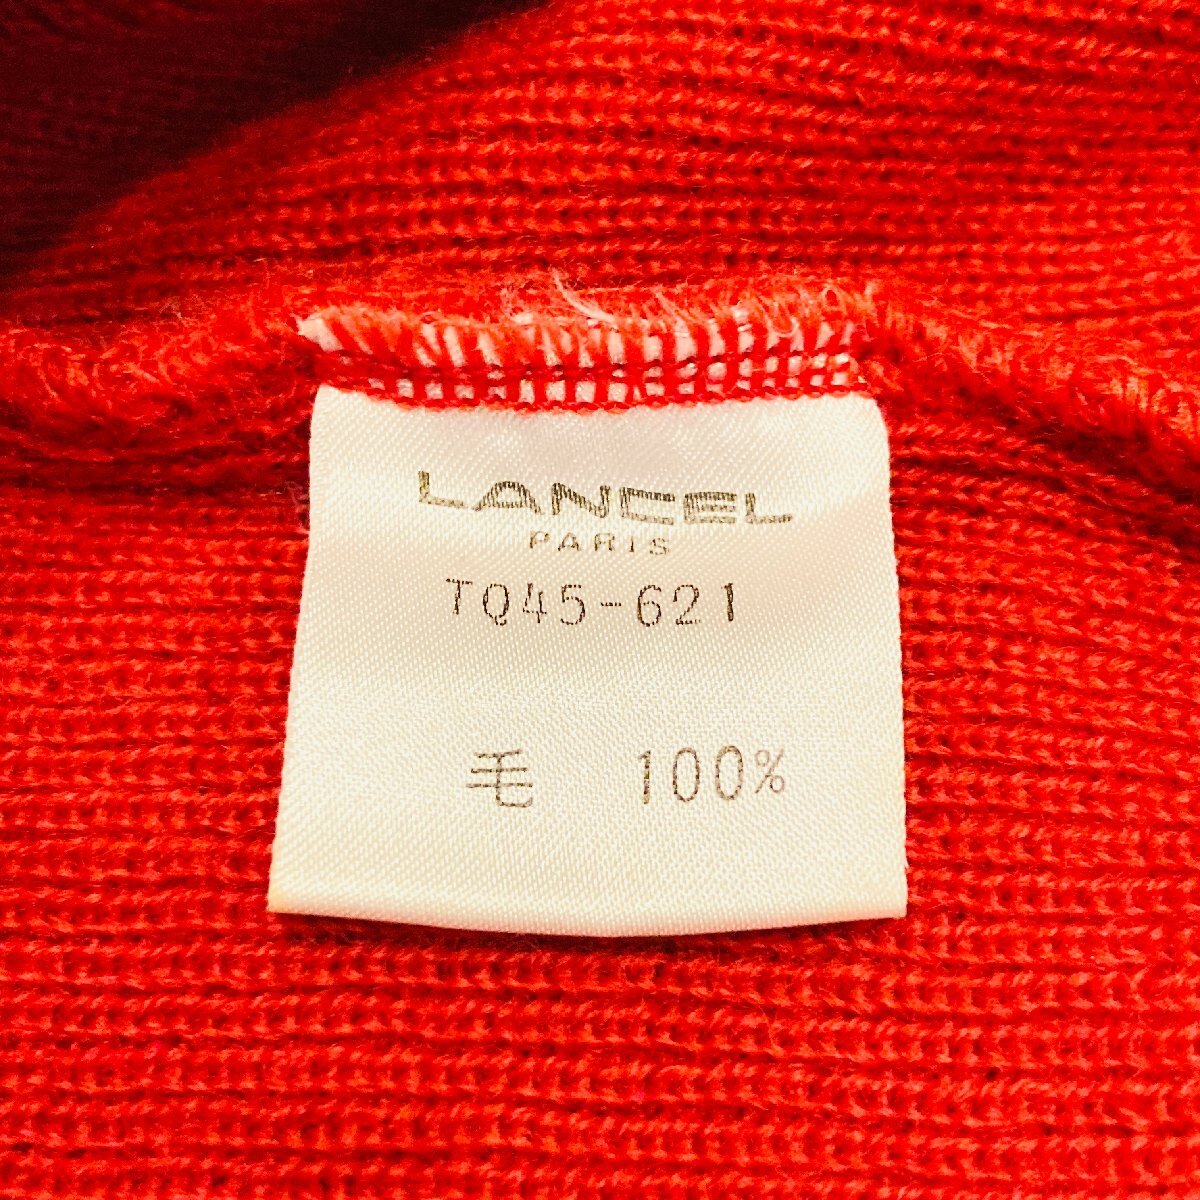 LANCEL
PARIS
TQ45-621
毛 100%